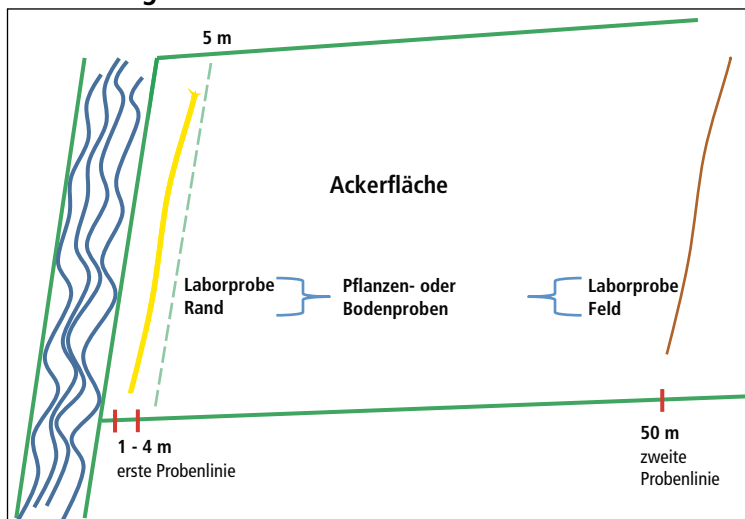 5 m
Ackerfläche
Laborprobe
Rand
Pflanzen- oder
Bodenproben
Laborprobe
Feld
1 - 4 m
erste Probenlinie
50 m
zweite
Probenlinie